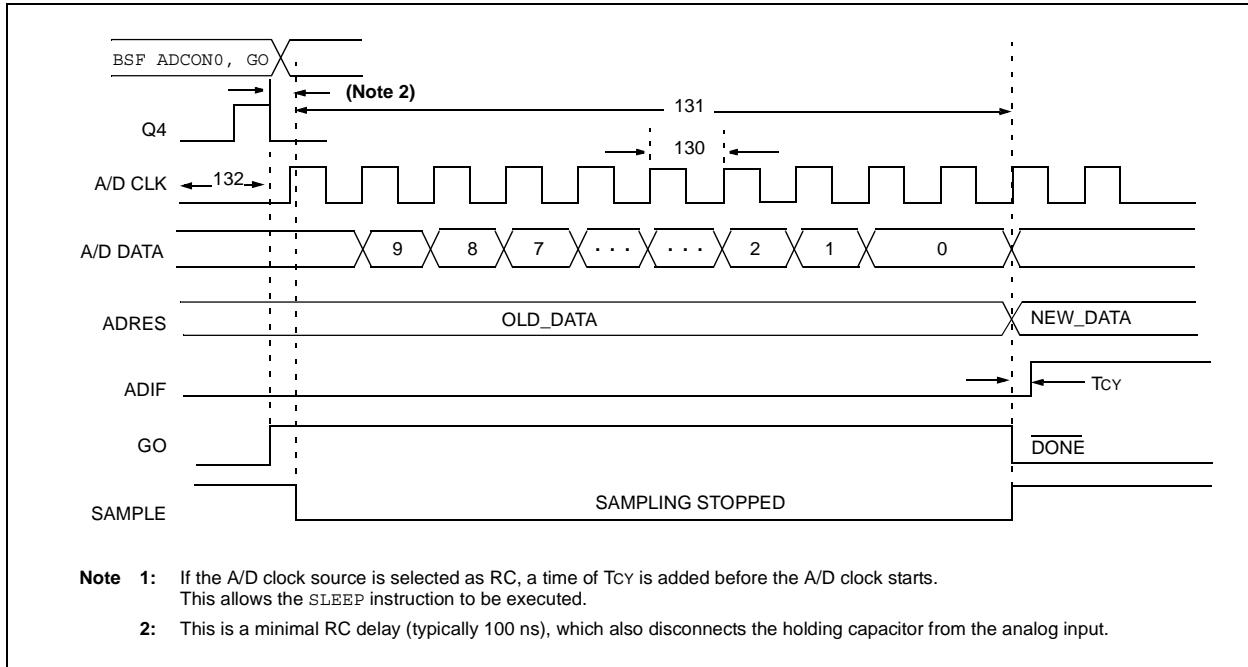 BSF ADCON0, GO
(Note 2)
131
Q4
130
A/D CLK
132
A/D DATA
9 8 7 . . . . . . 2 1 0
ADRES
OLD_DATA
NEW_DATA
ADIF
TCY
GO
DONE
SAMPLE
SAMPLING STOPPED
Note 1: If the A/D clock source is selected as RC, a time of TCY is added before the A/D clock starts.
This allows the SLEEP instruction to be executed.
2: This is a minimal RC delay (typically 100 ns), which also disconnects the holding capacitor from the analog input.